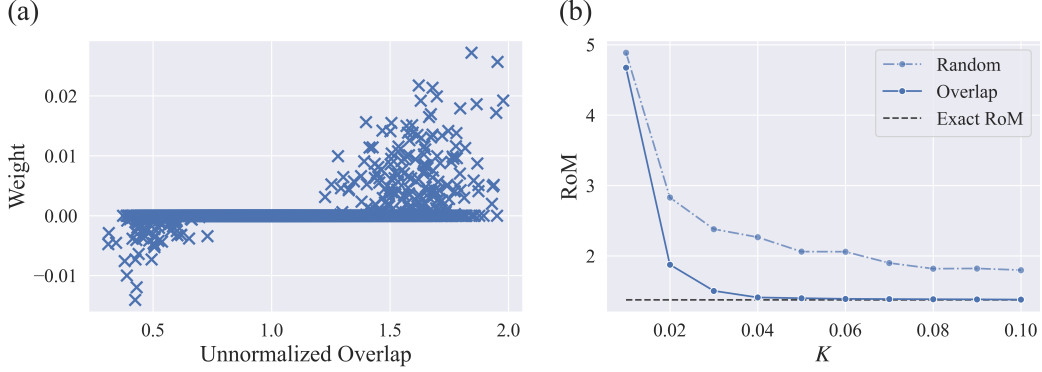 (a)
(b)
Weight
0.02
0.01
0.00
−0.01
0.5
1.0
1.5
2.0
Unnormalized Overlap
RoM
5
4
3
2
Random
Overlap
Exact RoM
0.02
0.04
0.06
0.08
0.10
K